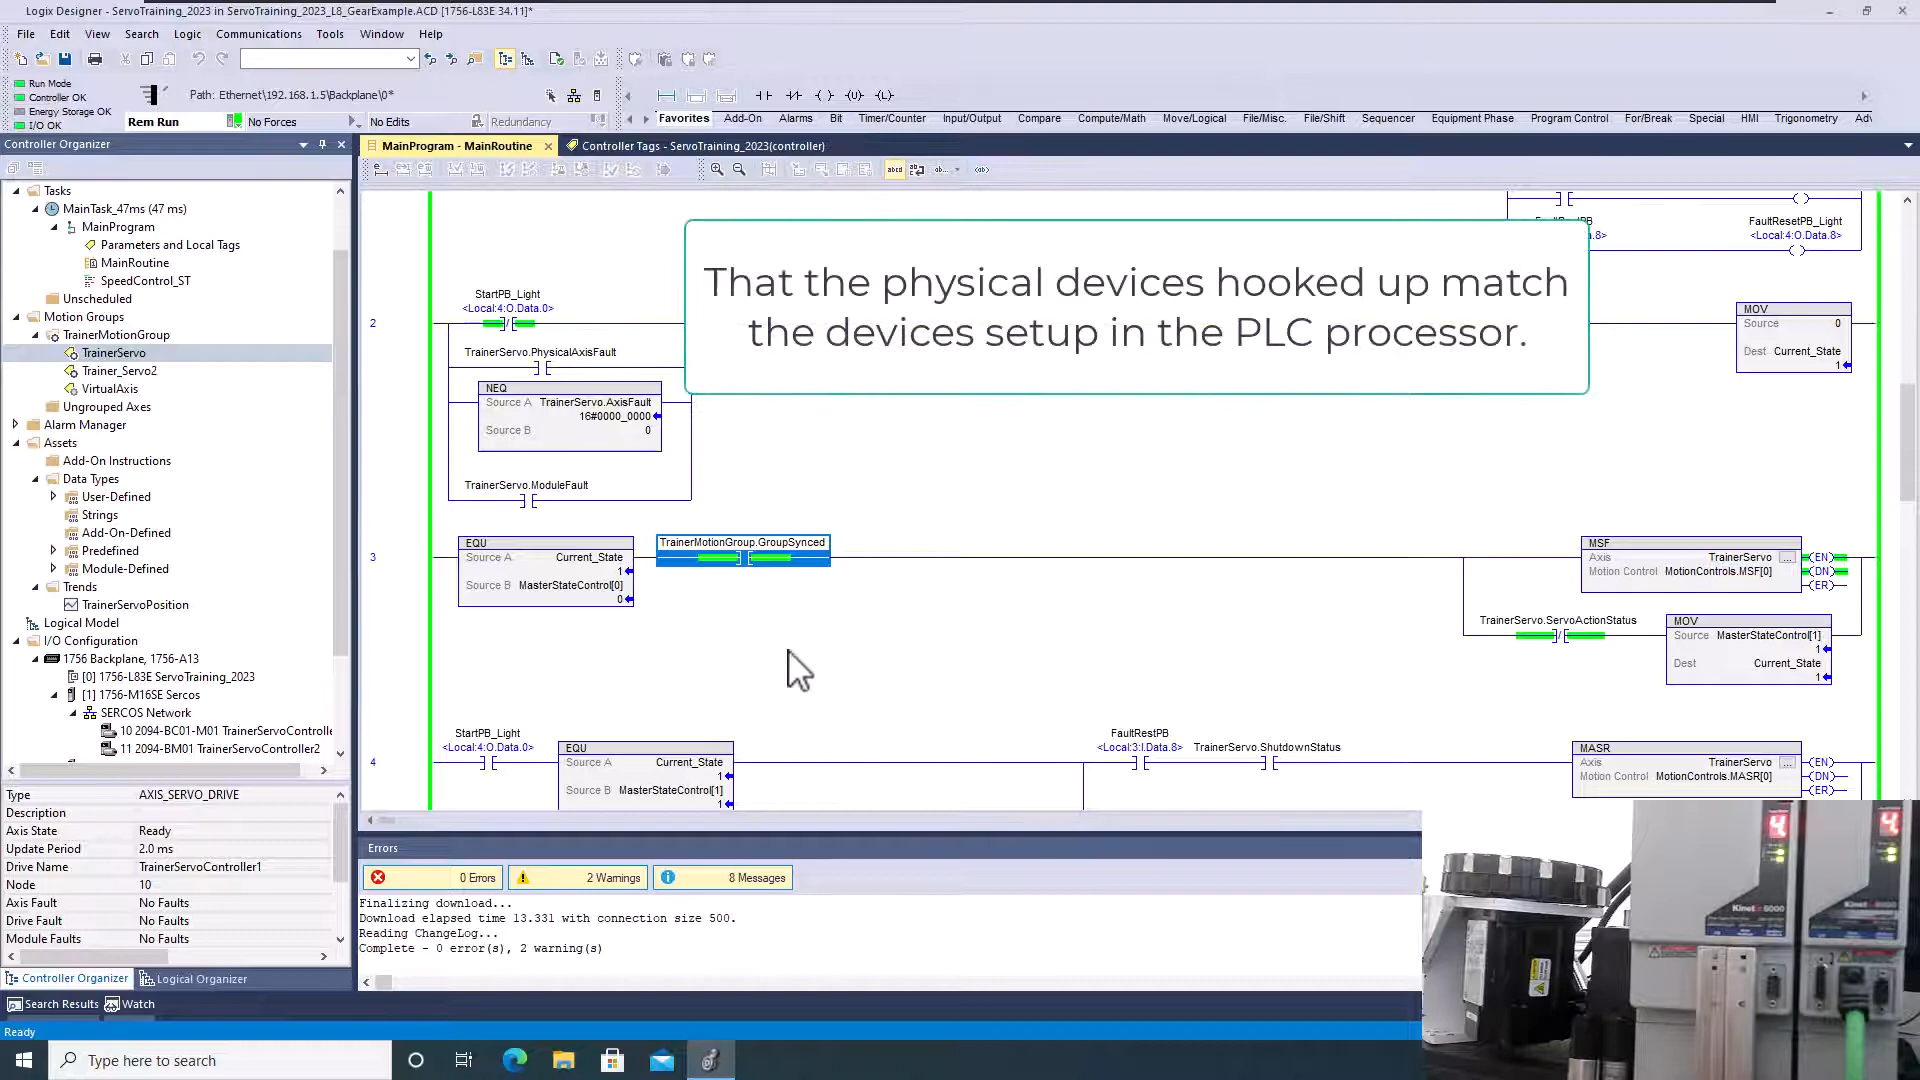 Logix Designer - ServoTraining_2023 in ServoTraining_2023_L8_GearExample.ACD [1756-L83E 34.11]*
File Edit View Search Logic Communications Tools Window Help
Run Mode
Controller OK
Energy Storage OK
I/O OK
Path: Ethernet\192.168.1.5\Backplane\0*
Rem Run No Forces No Edits Redundancy
Favorites Add-On Alarms Bit Timer/Counter Input/Output Compare Compute/Math Move/Logical File/Misc. File/Shift Sequencer Equipment Phase Program Control For/Break Special HMI Trigonometry Adv
Controller Organizer
MainProgram - MainRoutine
Controller Tags - ServoTraining_2023(controller)
Tasks
MainTask_47ms (47 ms)
MainProgram
Parameters and Local Tags
MainRoutine
SpeedControl_ST
Unscheduled
Motion Groups
TrainerMotionGroup
TrainerServo
Trainer_Servo2
VirtualAxis
Ungrouped Axes
Alarm Manager
Assets
Add-On Instructions
Data Types
User-Defined
Strings
Add-On-Defined
Predefined
Module-Defined
Trends
TrainerServoPosition
Logical Model
I/O Configuration
1756 Backplane, 1756-A13
[0] 1756-L83E ServoTraining_2023
[1] 1756-M16SE Sercos
SERCOS Network
10 2094-BC01-M01 TrainerServoControlle
11 2094-BM01 TrainerServoController2
Type AXIS_SERVO_DRIVE
Description
Axis State Ready
Update Period 2.0 ms
Drive Name TrainerServoController1
Node 10
Axis Fault No Faults
Drive Fault No Faults
Module Faults No Faults
Controller Organizer Logical Organizer
Search Results Watch
Ready
Type here to search
FaultRestPB
FaultResetPB_Light
<Local:4:O.Data.8>
That the physical devices hooked up match
the devices setup in the PLC processor.
2
StartPB_Light
<Local:4:O.Data.0>
TrainerServo.PhysicalAxisFault
NEQ
Source A TrainerServo.AxisFault
16#0000_0000
Source B 0
TrainerServo.ModuleFault
MOV
Source 0
Dest Current_State
1
3
EQU
Source A Current_State
1
Source B MasterStateControl[0]
0
TrainerMotionGroup.GroupSynced
MSF
Axis TrainerServo ...
Motion Control MotionControls.MSF[0]
EN
DN
ER
TrainerServo.ServoActionStatus
MOV
Source MasterStateControl[1]
1
Dest Current_State
1
4
StartPB_Light
<Local:4:O.Data.0>
EQU
Source A Current_State
1
Source B MasterStateControl[1]
1
FaultRestPB
<Local:3:I.Data.8>
TrainerServo.ShutdownStatus
MASR
Axis TrainerServo ...
Motion Control MotionControls.MASR[0]
EN
DN
ER
Errors
0 Errors 2 Warnings 8 Messages
Finalizing download...
Download elapsed time 13.331 with connection size 500.
Reading ChangeLog...
Complete - 0 error(s), 2 warning(s)
4
4
Kinetix 6000